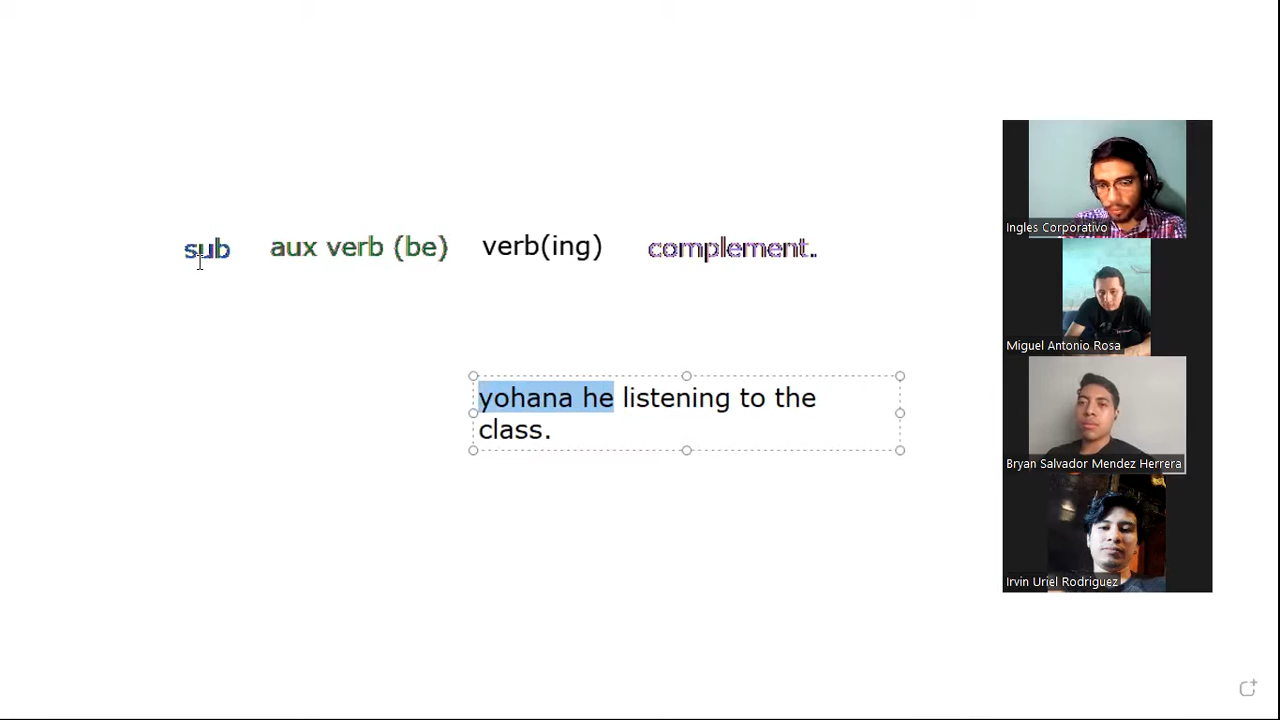 sub aux verb (be) verb(ing) complement.
yohana he listening to the
class.
Ingles Corporativo
Miguel Antonio Rosa
Bryan Salvador Mendez Herrera
Irvin Uriel Rodriguez